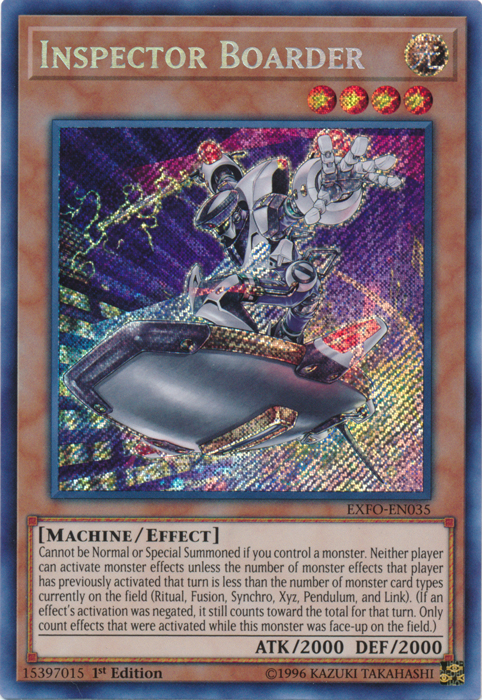 INSPECTOR BOARDER
EXFO-EN035
[MACHINE/EFFECT]
Cannot be Normal or Special Summoned if you control a monster. Neither player
can activate monster effects unless the number of monster effects that player
has previously activated that turn is less than the number of monster card types
currently on the field (Ritual, Fusion, Synchro, Xyz, Pendulum, and Link). (If an
effect's activation was negated, it still counts toward the total for that turn. Only
count effects that were activated while this monster was face-up on the field.)
ATK/2000 DEF/2000
15397015 1st Edition ©1996 KAZUKI TAKAHASHI